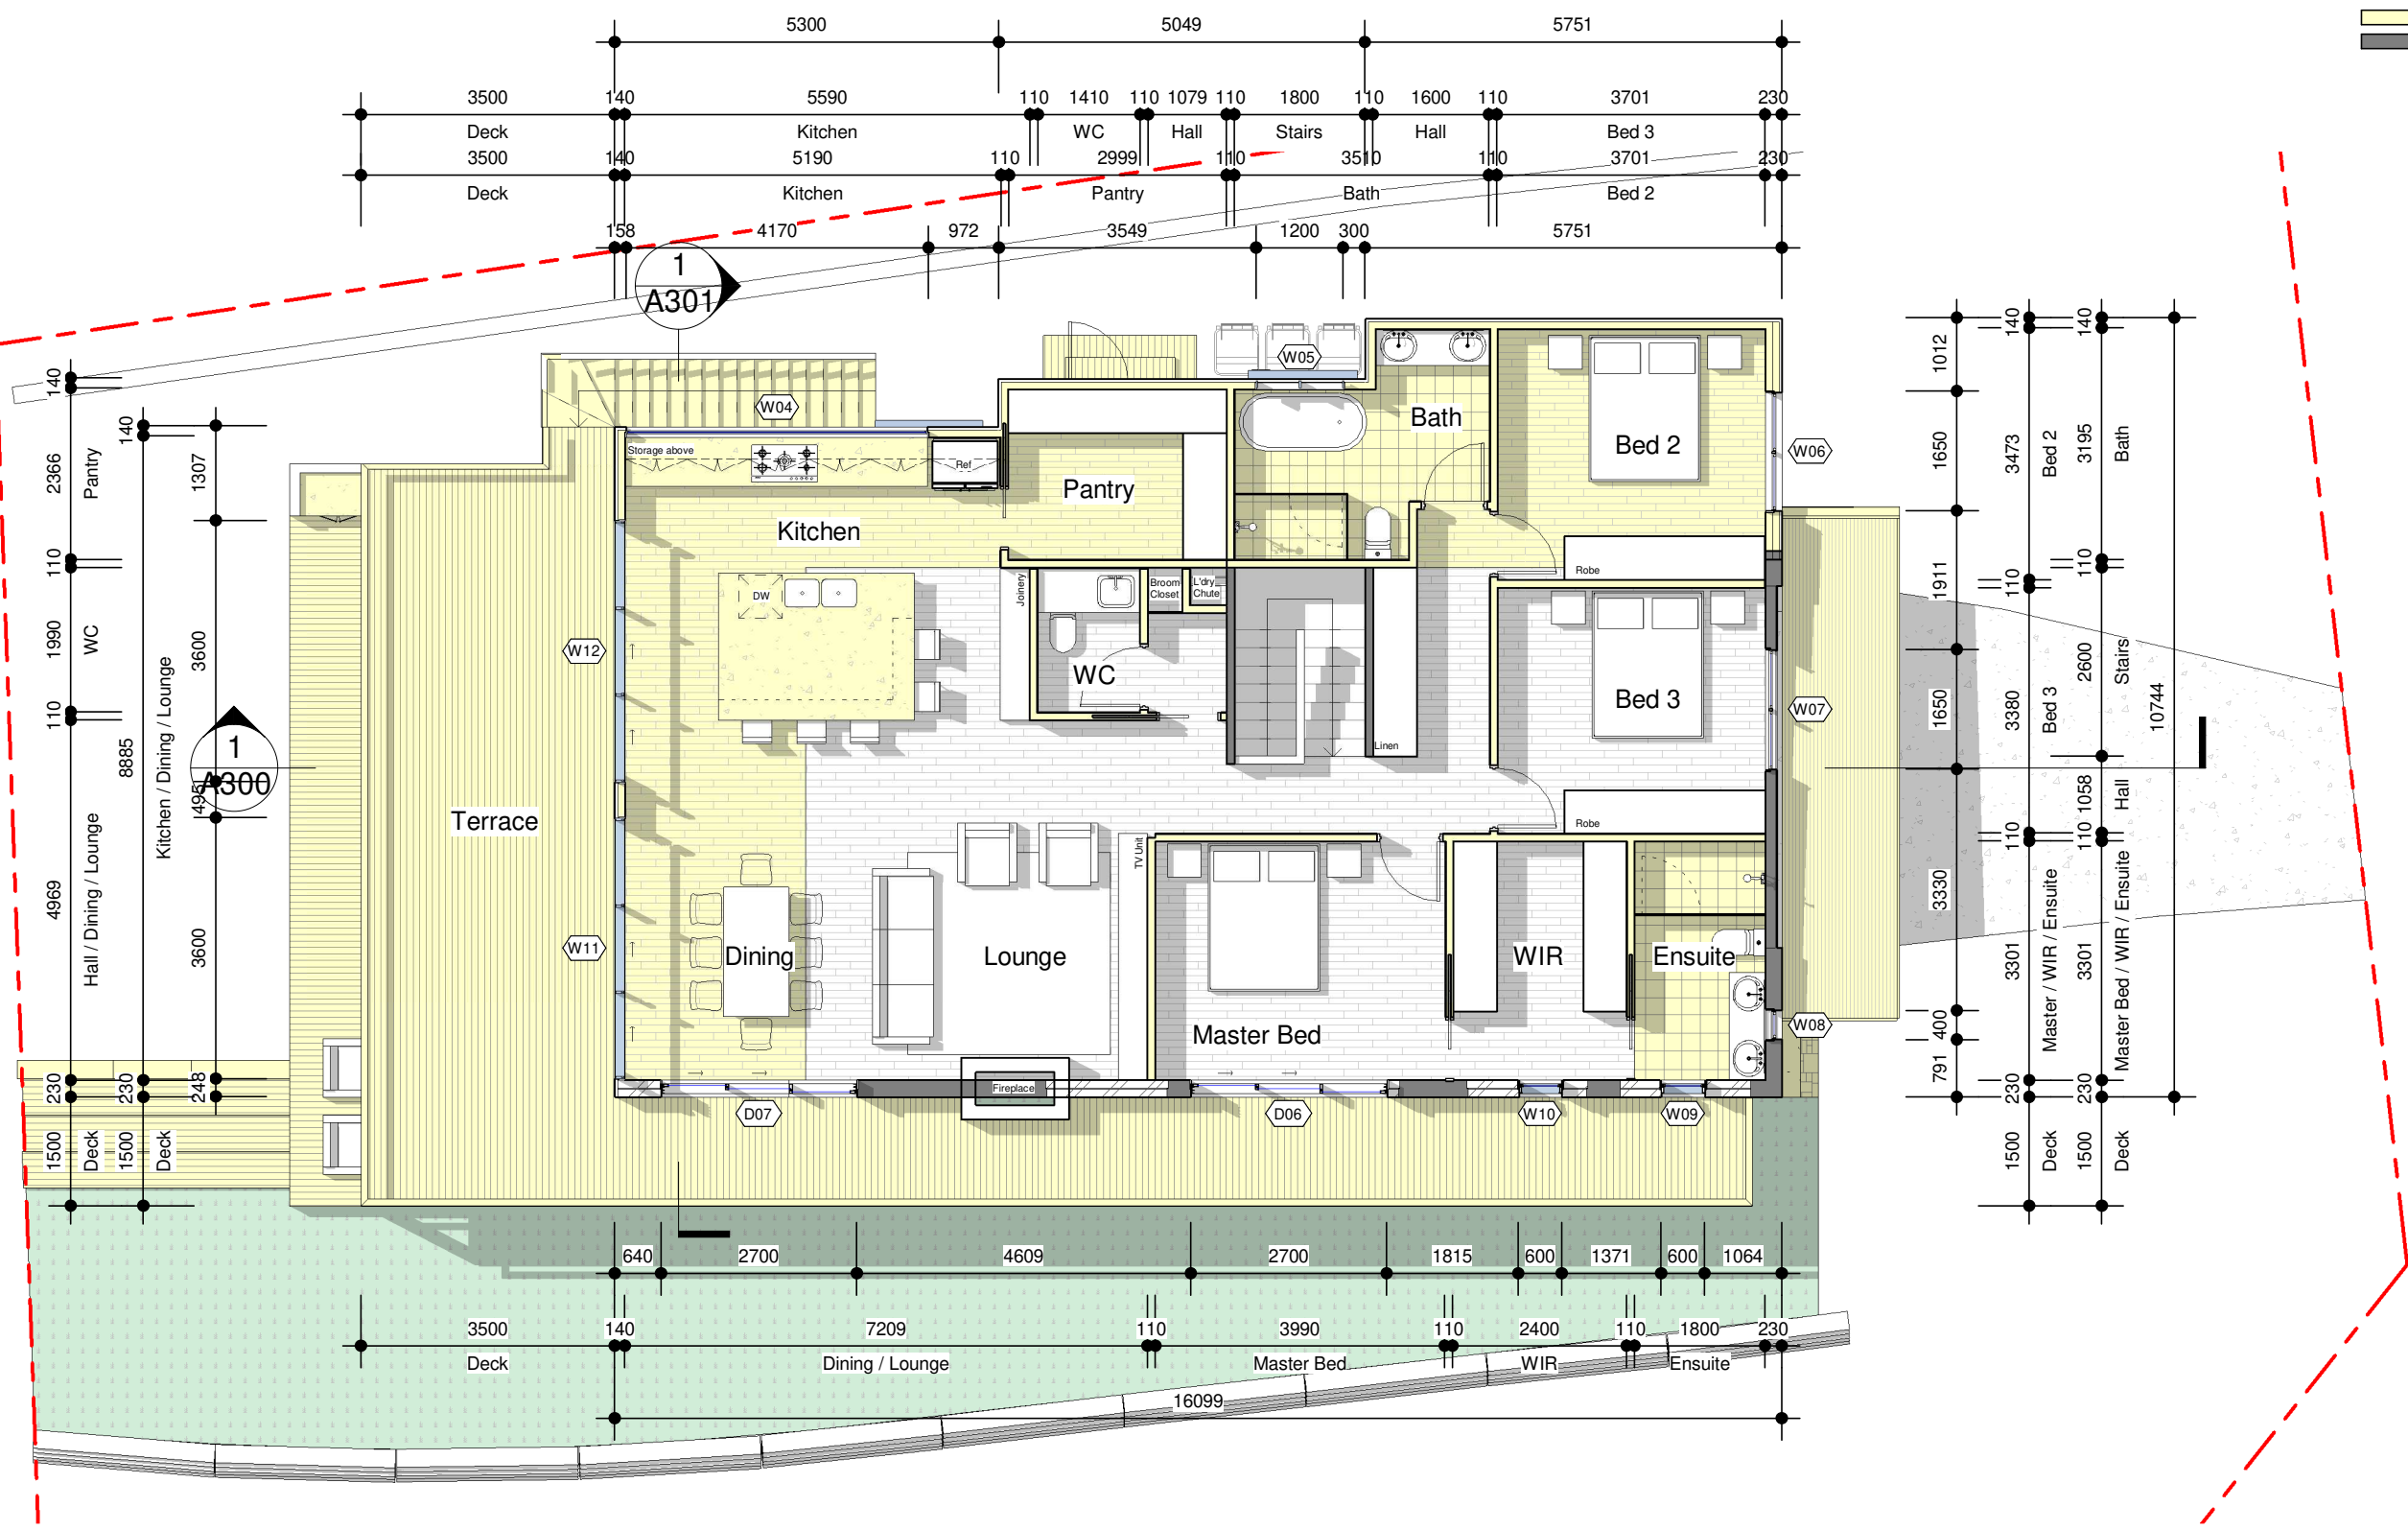 5300 5049 5751
3500 140 5590 110 1410 110 1079 110 1800 110 1600 110 3701 230
Deck Kitchen WC Hall Stairs Hall Bed 3
3500 140 5190 110 2999 110 3510 110 3701 230
Deck Kitchen Pantry Bath Bed 2
158 4170 972 3549 1200 300 5751
1
A301
W05
W04
Storage above
Ref
Bath
Bed 2
W06
Pantry
Kitchen
Robe
Joinery
Broom
Closet
L'dry
Chute
DW
W12
WC
Bed 3
W07
Linen
1
A300
Terrace
Robe
TV Unit
W11
Dining
Lounge
Master Bed
WIR
Ensuite
W08
Fireplace
D07
D06
W10
W09
140 2366 110 1990 110 4969 230 1500
Pantry WC Hall / Dining / Lounge Deck
140 8885 230 1500
Kitchen / Dining / Lounge Deck
1307 3600 495 3600 248
1012 1650 1911 1650 3330 400 791
140 3473 110 3380 110 3301 230 1500
Bed 2 Bed 3 Master / WIR / Ensuite Deck
140 3195 110 2600 1058 110 3301 230 1500
Bath Stairs Hall Master Bed / WIR / Ensuite Deck
10744
640 2700 4609 2700 1815 600 1371 600 1064
3500 140 7209 110 3990 110 2400 110 1800 230
Deck Dining / Lounge Master Bed WIR Ensuite
16099